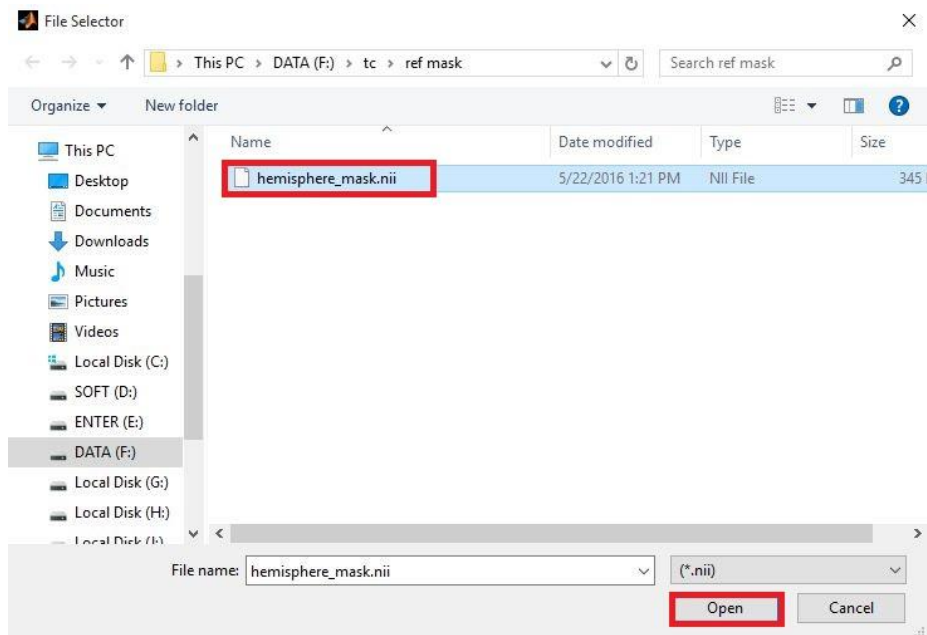 File Selector
This PC > DATA (F:) > tc > ref mask
Search ref mask
Organize
New folder
Name
Date modified
Type
Size
hemisphere_mask.nii
5/22/2016 1:21 PM
NII File
345
This PC
Desktop
Documents
Downloads
Music
Pictures
Videos
Local Disk (C:)
SOFT (D:)
ENTER (E:)
DATA (F:)
Local Disk (G:)
Local Disk (H:)
File name:
hemisphere_mask.nii
(*.nii)
Open
Cancel